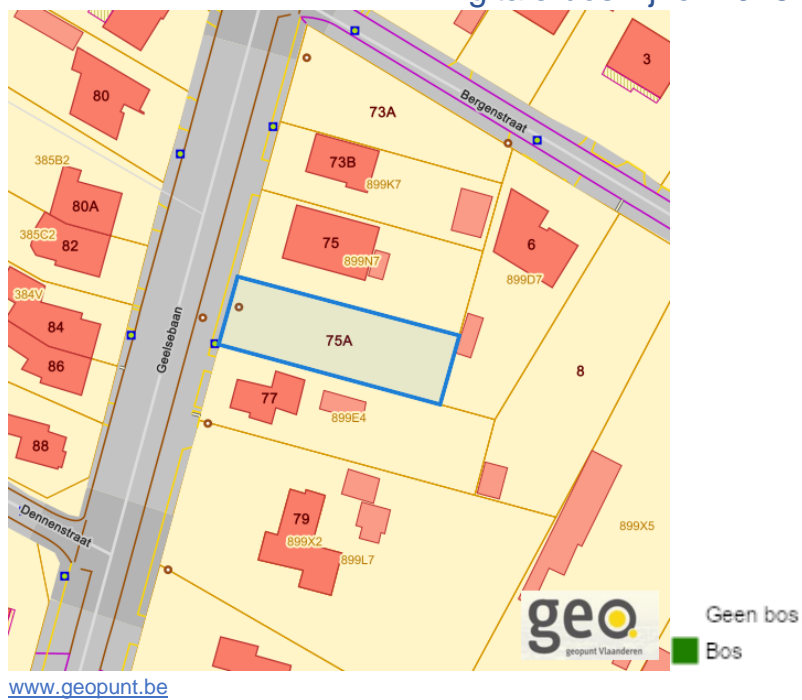 80
3
Bergenstraat
73A
73B
385B2
899K7
80A
385C2
82
75
6
899N7
899D7
384V
84
Geelsebaan
75A
8
86
77
899E4
88
Dennenstraat
79
899X5
899X2
899L7
geo.
geopunt Vlaanderen
Geen bos
Bos
www.geopunt.be